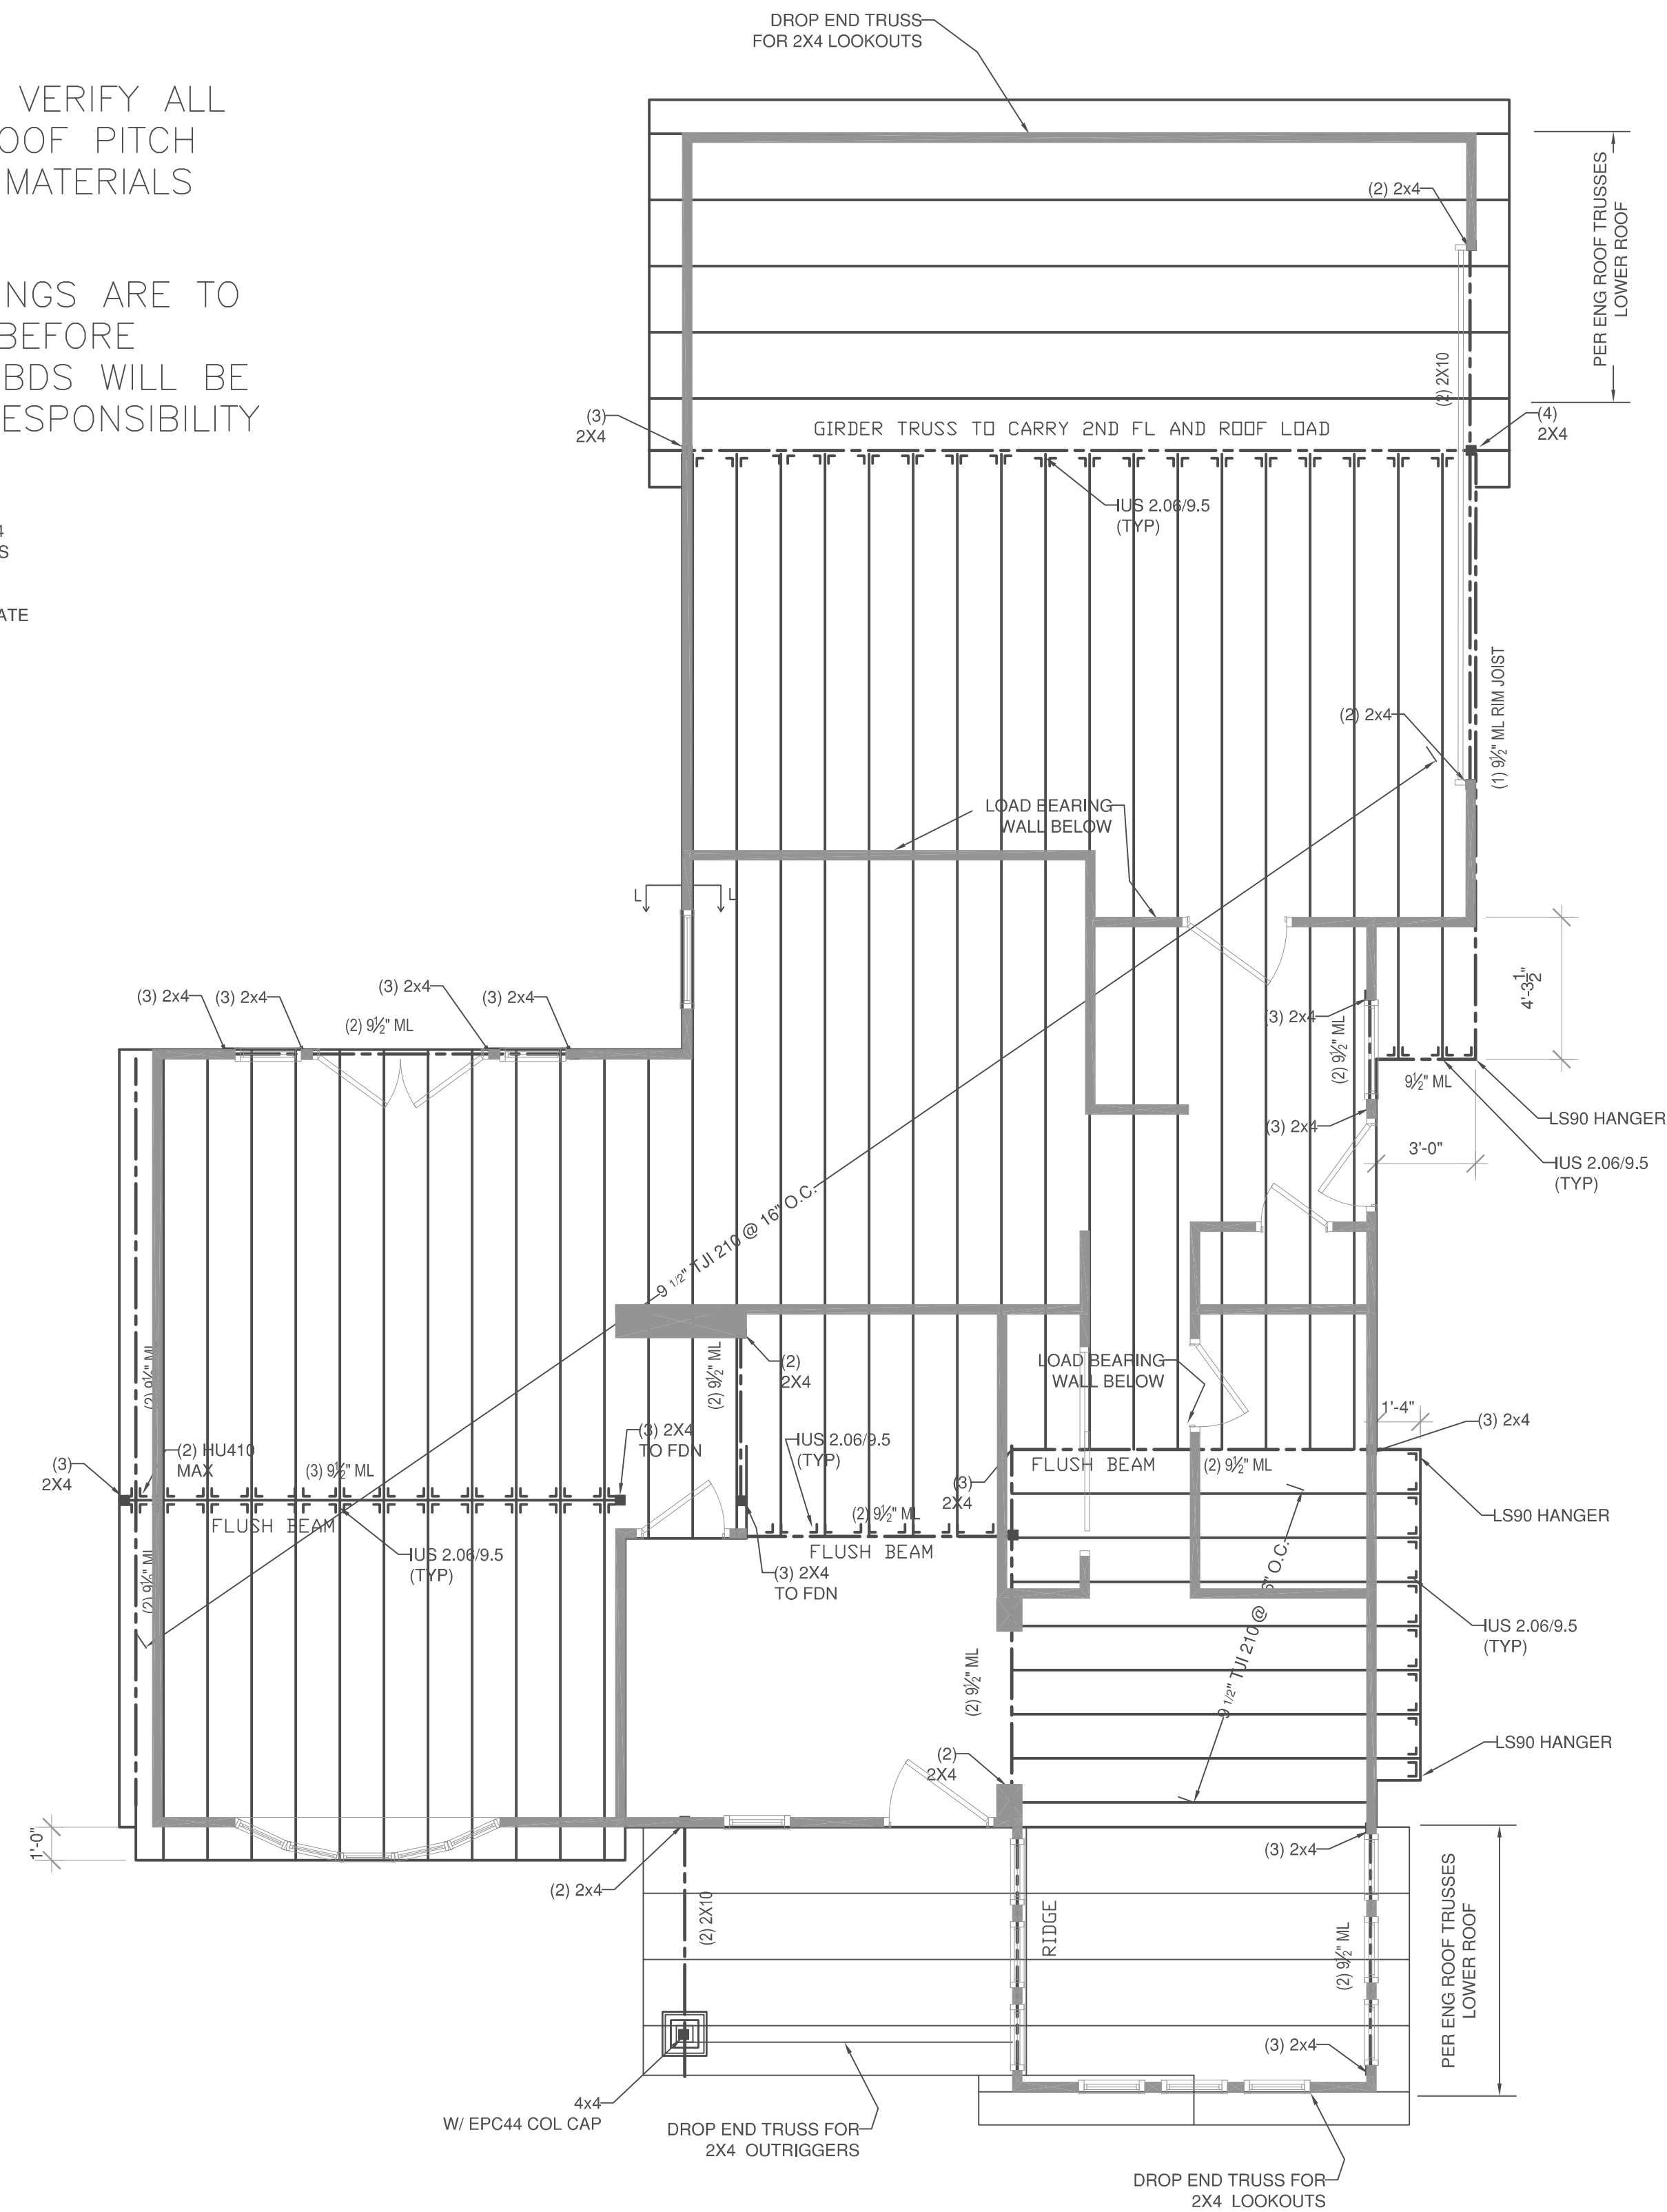 DROP END TRUSS
FOR 2X4 LOOKOUTS
VERIFY ALL
OOF PITCH
MATERIALS
NGS ARE TO
BEFORE
BDS WILL BE
ESPONSIBILITY
ATE
(2) 2x4
PER ENG ROOF TRUSSES
LOWER ROOF
(2) 2X10
(3)
2X4
GIRDER TRUSS TO CARRY 2ND FL AND ROOF LOAD
(4)
2X4
IUS 2.06/9.5
(TYP)
(1) 9½" ML RIM JOIST
(2) 2x4
LOAD BEARING
WALL BELOW
L
L
4'-3½"
(3) 2x4
(3) 2x4
(3) 2x4
(3) 2x4
(2) 9½" ML
(3) 2x4
(2) 9½" ML
(3) 2x4
9½" ML
LS90 HANGER
3'-0"
IUS 2.06/9.5
(TYP)
9 1/2" TJI 210 @ 16" O.C.
(2) 9½" ML
(2) 9½" ML
(2)
2X4
LOAD BEARING
WALL BELOW
1'-4"
(3) 2x4
(3)
2X4
(2) HU410
MAX
(3) 9½" ML
FLUSH BEAM
(3) 2X4
TO FDN
IUS 2.06/9.5
(TYP)
(3)
2X4
FLUSH BEAM
(2) 9½" ML
LS90 HANGER
(2) 9½" ML
FLUSH BEAM
IUS 2.06/9.5
(TYP)
(3) 2X4
TO FDN
(2) 9½" ML
9 1/2" TJI 210 @ 6" O.C.
IUS 2.06/9.5
(TYP)
(2) 9½" ML
(2)
2X4
LS90 HANGER
1'-0"
(2) 2x4
(2) 2X10
RIDGE
(3) 2x4
(2) 9½" ML
PER ENG ROOF TRUSSES
LOWER ROOF
(3) 2x4
4x4
W/ EPC44 COL CAP
DROP END TRUSS FOR
2X4 OUTRIGGERS
DROP END TRUSS FOR
2X4 LOOKOUTS